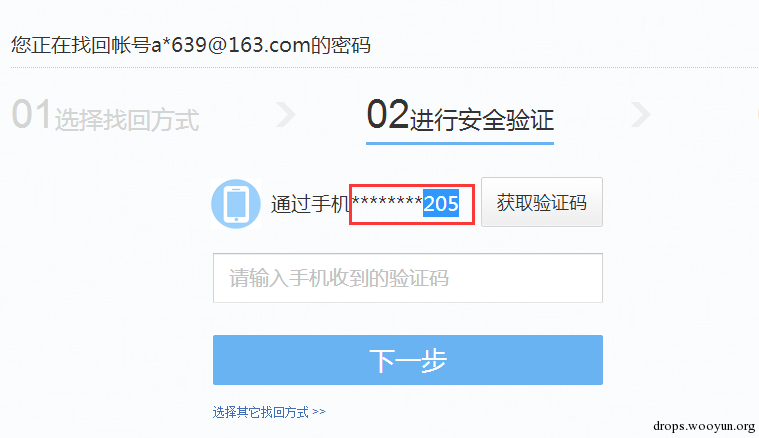 您正在找回帐号a*639@163.com的密码
01选择找回方式
02进行安全验证
通过手机********205 获取验证码
请输入手机收到的验证码
下一步
选择其它找回方式 >>
drops.wooyun.org